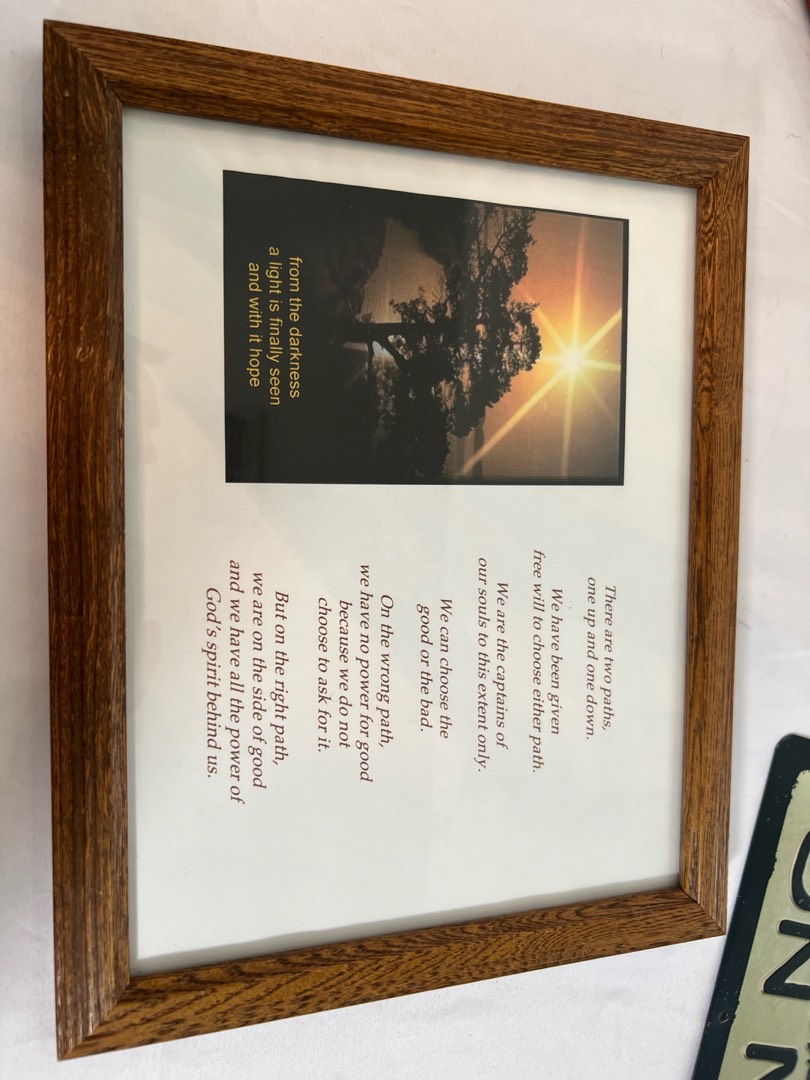 from the darkness
a light is finally seen
and with it hope
There are two paths,
one up and one down.
We have been given
free will to choose either path.
We are the captains of
our souls to this extent only.
We can choose the
good or the bad.
On the wrong path,
we have no power for good
because we do not
choose to ask for it.
But on the right path,
we are on the side of good
and we have all the power of
God's spirit behind us.